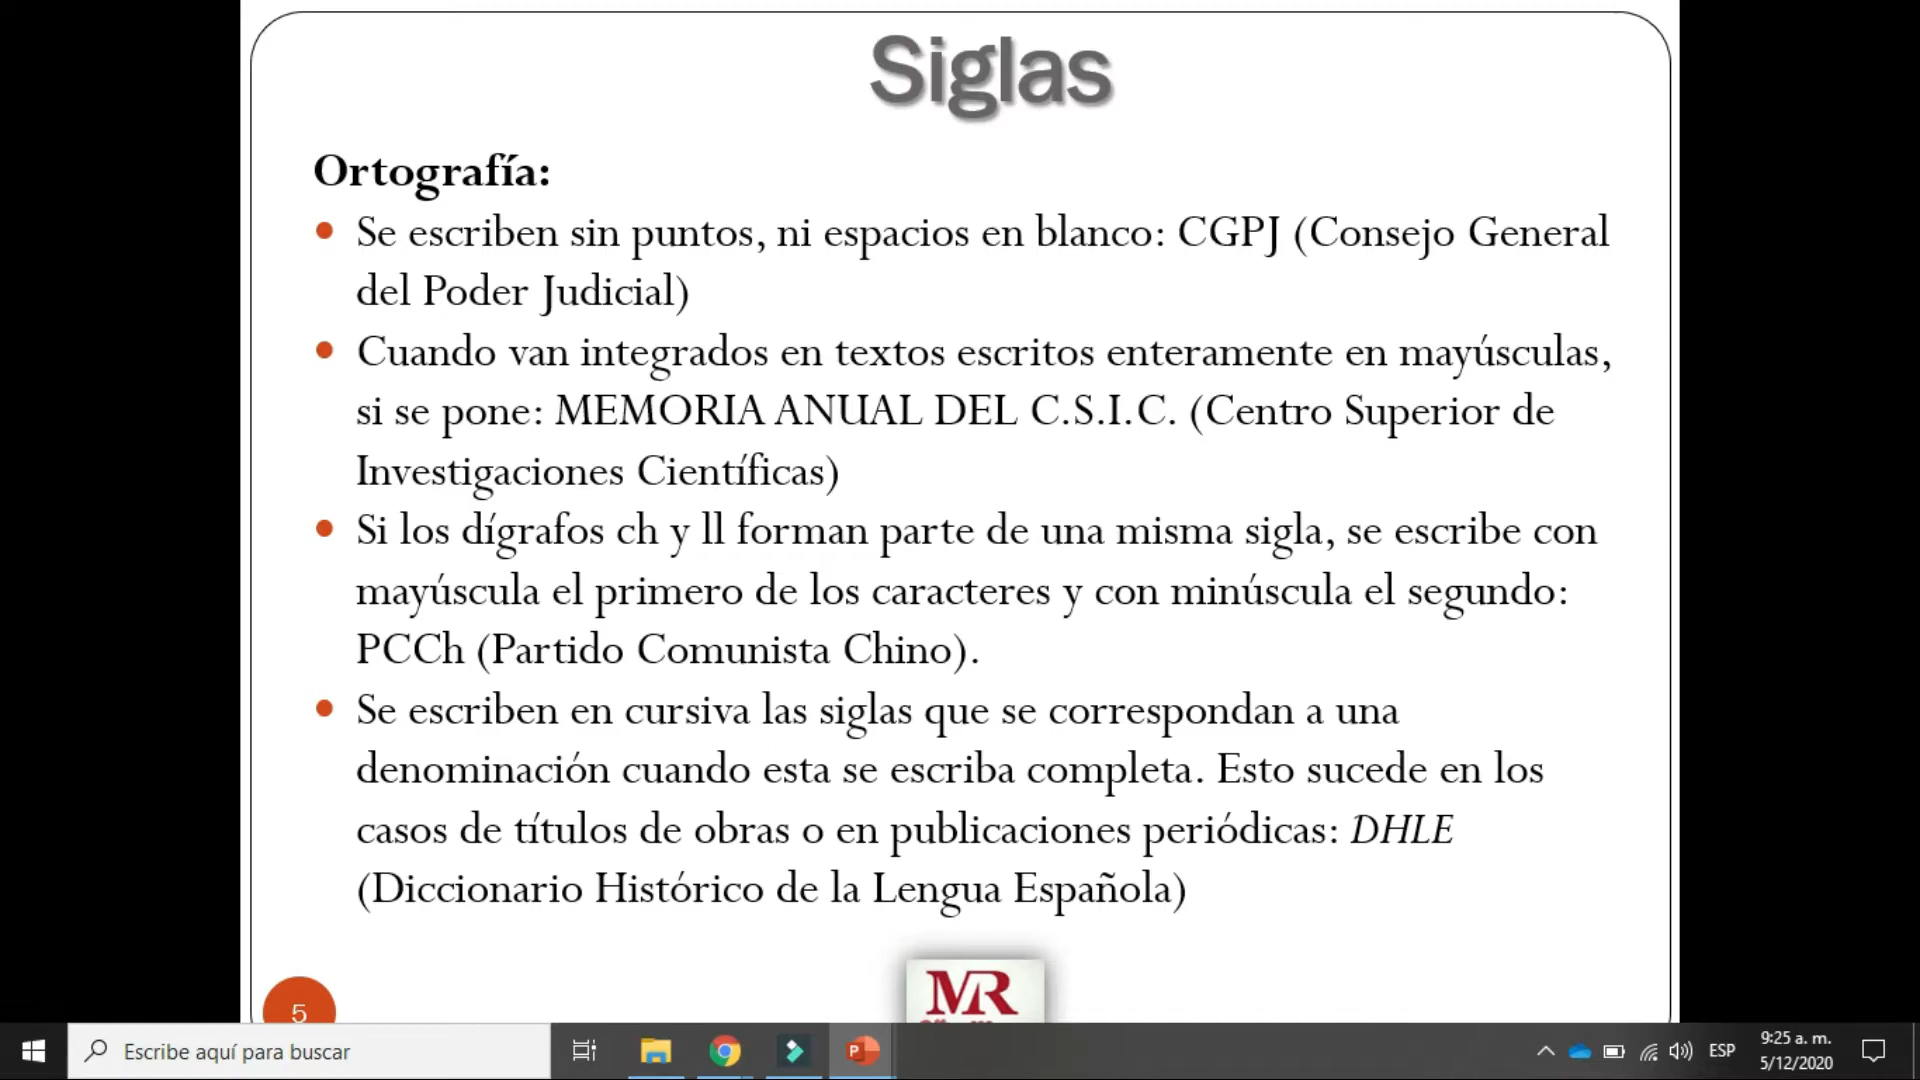 Siglas
Ortografía:
Se escriben sin puntos, ni espacios en blanco: CGPJ (Consejo General
del Poder Judicial)
Cuando van integrados en textos escritos enteramente en mayúsculas,
si se pone: MEMORIA ANUAL DEL C.S.I.C. (Centro Superior de
Investigaciones Científicas)
Si los dígrafos ch y ll forman parte de una misma sigla, se escribe con
mayúscula el primero de los caracteres y con minúscula el segundo:
PCCh (Partido Comunista Chino).
Se escriben en cursiva las siglas que se correspondan a una
denominación cuando esta se escriba completa. Esto sucede en los
casos de títulos de obras o en publicaciones periódicas: DHLE
(Diccionario Histórico de la Lengua Española)
MR
5
Escribe aquí para buscar
P
ESP
9:25 a. m.
5/12/2020